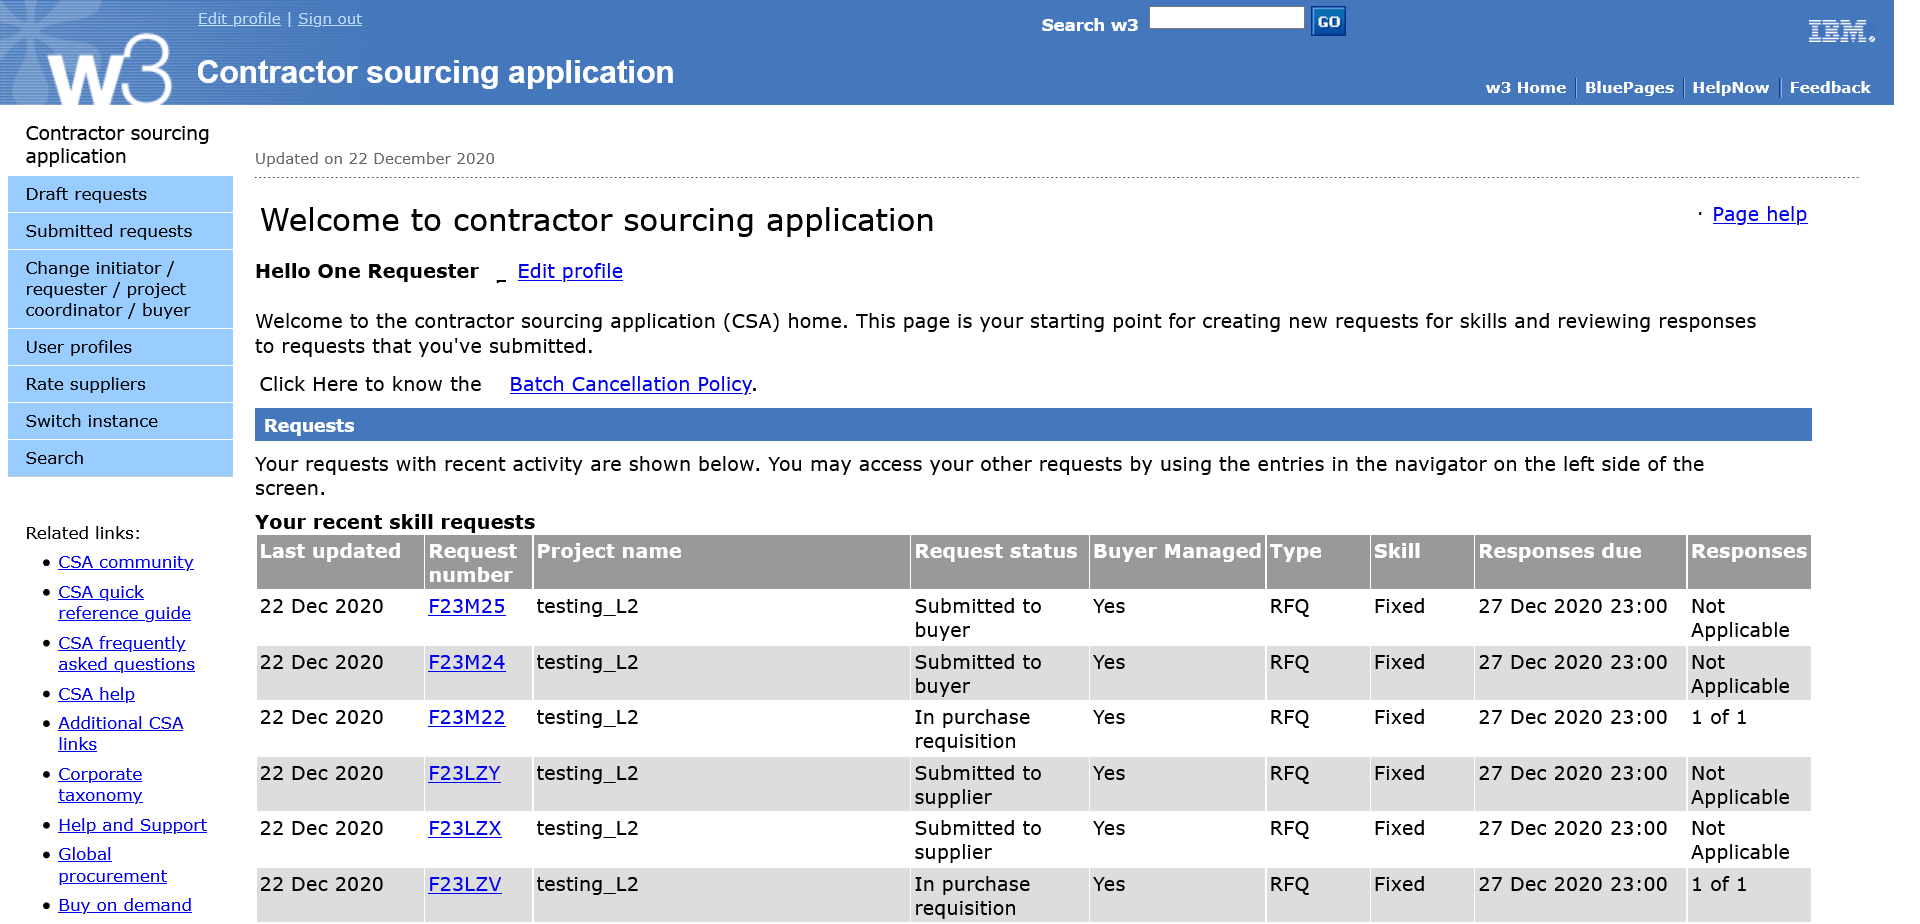 Edit profile | Sign out
Search w3 GO
IBM.
w3
Contractor sourcing application
w3 Home | BluePages | HelpNow | Feedback
Contractor sourcing
application
Draft requests
Submitted requests
Change initiator /
requester / project
coordinator / buyer
User profiles
Rate suppliers
Switch instance
Search
Related links:
• CSA community
• CSA quick
reference guide
• CSA frequently
asked questions
• CSA help
• Additional CSA
links
• Corporate
taxonomy
• Help and Support
• Global
procurement
• Buy on demand
Updated on 22 December 2020
Welcome to contractor sourcing application
· Page help
Hello One Requester Edit profile
Welcome to the contractor sourcing application (CSA) home. This page is your starting point for creating new requests for skills and reviewing responses
to requests that you've submitted.
Click Here to know the Batch Cancellation Policy.
Requests
Your requests with recent activity are shown below. You may access your other requests by using the entries in the navigator on the left side of the
screen.
Your recent skill requests
Last updated Request number Project name Request status Buyer Managed Type Skill Responses due Responses
22 Dec 2020 F23M25 testing_L2 Submitted to buyer Yes RFQ Fixed 27 Dec 2020 23:00 Not Applicable
22 Dec 2020 F23M24 testing_L2 Submitted to buyer Yes RFQ Fixed 27 Dec 2020 23:00 Not Applicable
22 Dec 2020 F23M22 testing_L2 In purchase requisition Yes RFQ Fixed 27 Dec 2020 23:00 1 of 1
22 Dec 2020 F23LZY testing_L2 Submitted to supplier Yes RFQ Fixed 27 Dec 2020 23:00 Not Applicable
22 Dec 2020 F23LZX testing_L2 Submitted to supplier Yes RFQ Fixed 27 Dec 2020 23:00 Not Applicable
22 Dec 2020 F23LZV testing_L2 In purchase requisition Yes RFQ Fixed 27 Dec 2020 23:00 1 of 1